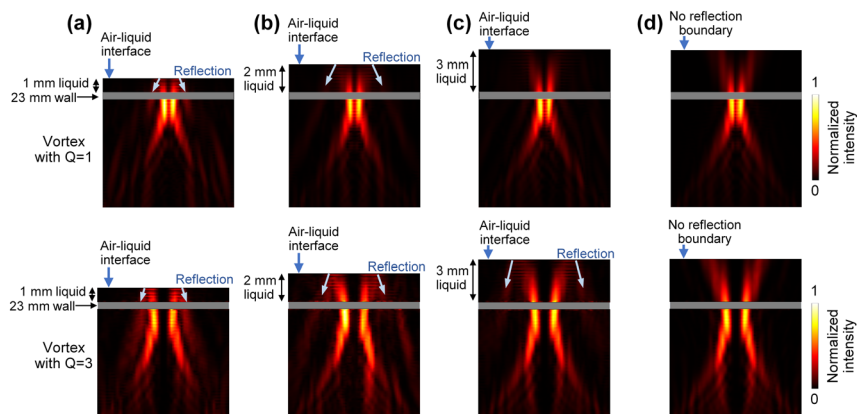 (a)
(b)
(c)
(d)
Air-liquid
interface
Reflection
1 mm liquid
23 mm wall
Vortex
with Q=1
Air-liquid
interface
Reflection
2 mm
liquid
Air-liquid
interface
3 mm
liquid
No reflection
boundary
1
0
Normalized
intensity
Air-liquid
interface
Reflection
1 mm liquid
23 mm wall
Vortex
with Q=3
Air-liquid
interface
Reflection
2 mm
liquid
Air-liquid
interface
Reflection
3 mm
liquid
No reflection
boundary
1
0
Normalized
intensity